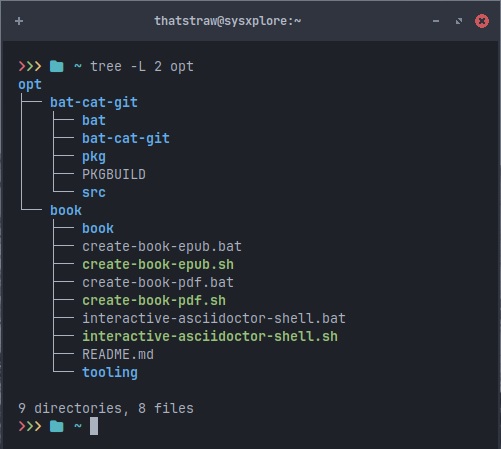 thatstraw@sysxplore:~
❯❯❯ ~ tree -L 2 opt
opt
├── bat-cat-git
│   ├── bat
│   ├── bat-cat-git
│   ├── pkg
│   ├── PKGBUILD
│   └── src
└── book
    ├── book
    ├── create-book-epub.bat
    ├── create-book-epub.sh
    ├── create-book-pdf.bat
    ├── create-book-pdf.sh
    ├── interactive-asciidoctor-shell.bat
    ├── interactive-asciidoctor-shell.sh
    ├── README.md
    └── tooling
9 directories, 8 files
❯❯❯ ~